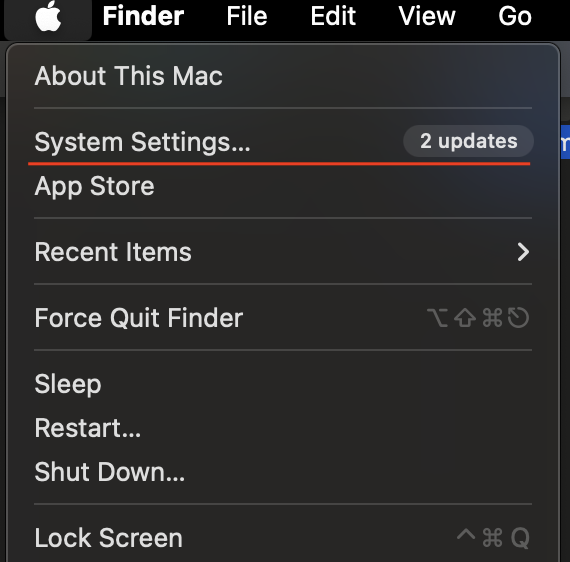 Finder File Edit View Go
About This Mac
System Settings... 2 updates
App Store
Recent Items
Force Quit Finder ⌥⇧⌘⎋
Sleep
Restart...
Shut Down...
Lock Screen ^⌘Q